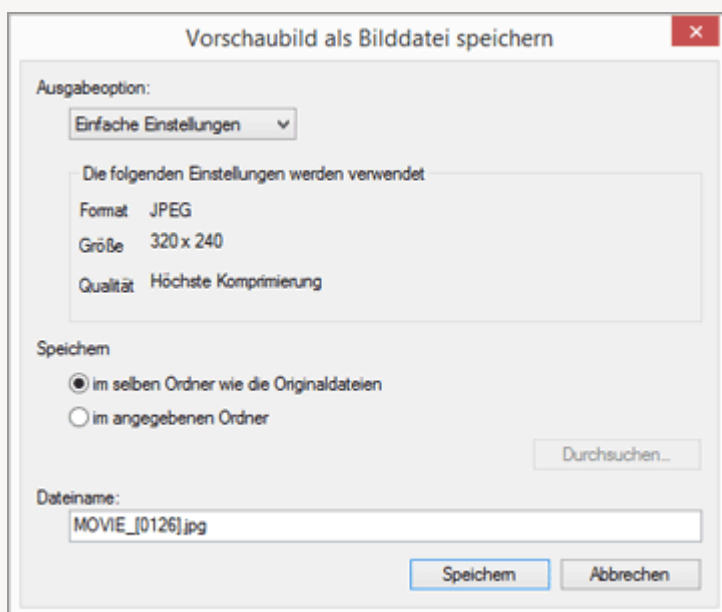 Vorschaubild als Bilddatei speichern
Ausgabeoption:
Einfache Einstellungen
Die folgenden Einstellungen werden verwendet
Format JPEG
Größe 320 x 240
Qualität Höchste Komprimierung
Speichern
im selben Ordner wie die Originaldateien
im angegebenen Ordner
Durchsuchen...
Dateiname:
MOVIE_[0126].jpg
Speichern Abbrechen